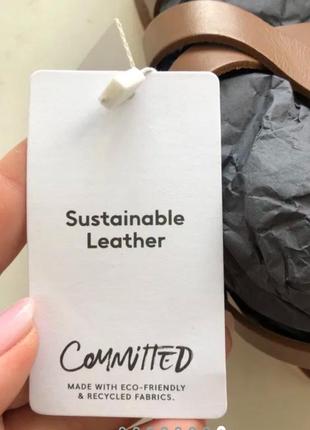 Sustainable
Leather
COMMITTED
MADE WITH ECO-FRIENDLY
& RECYCLED FABRICS.